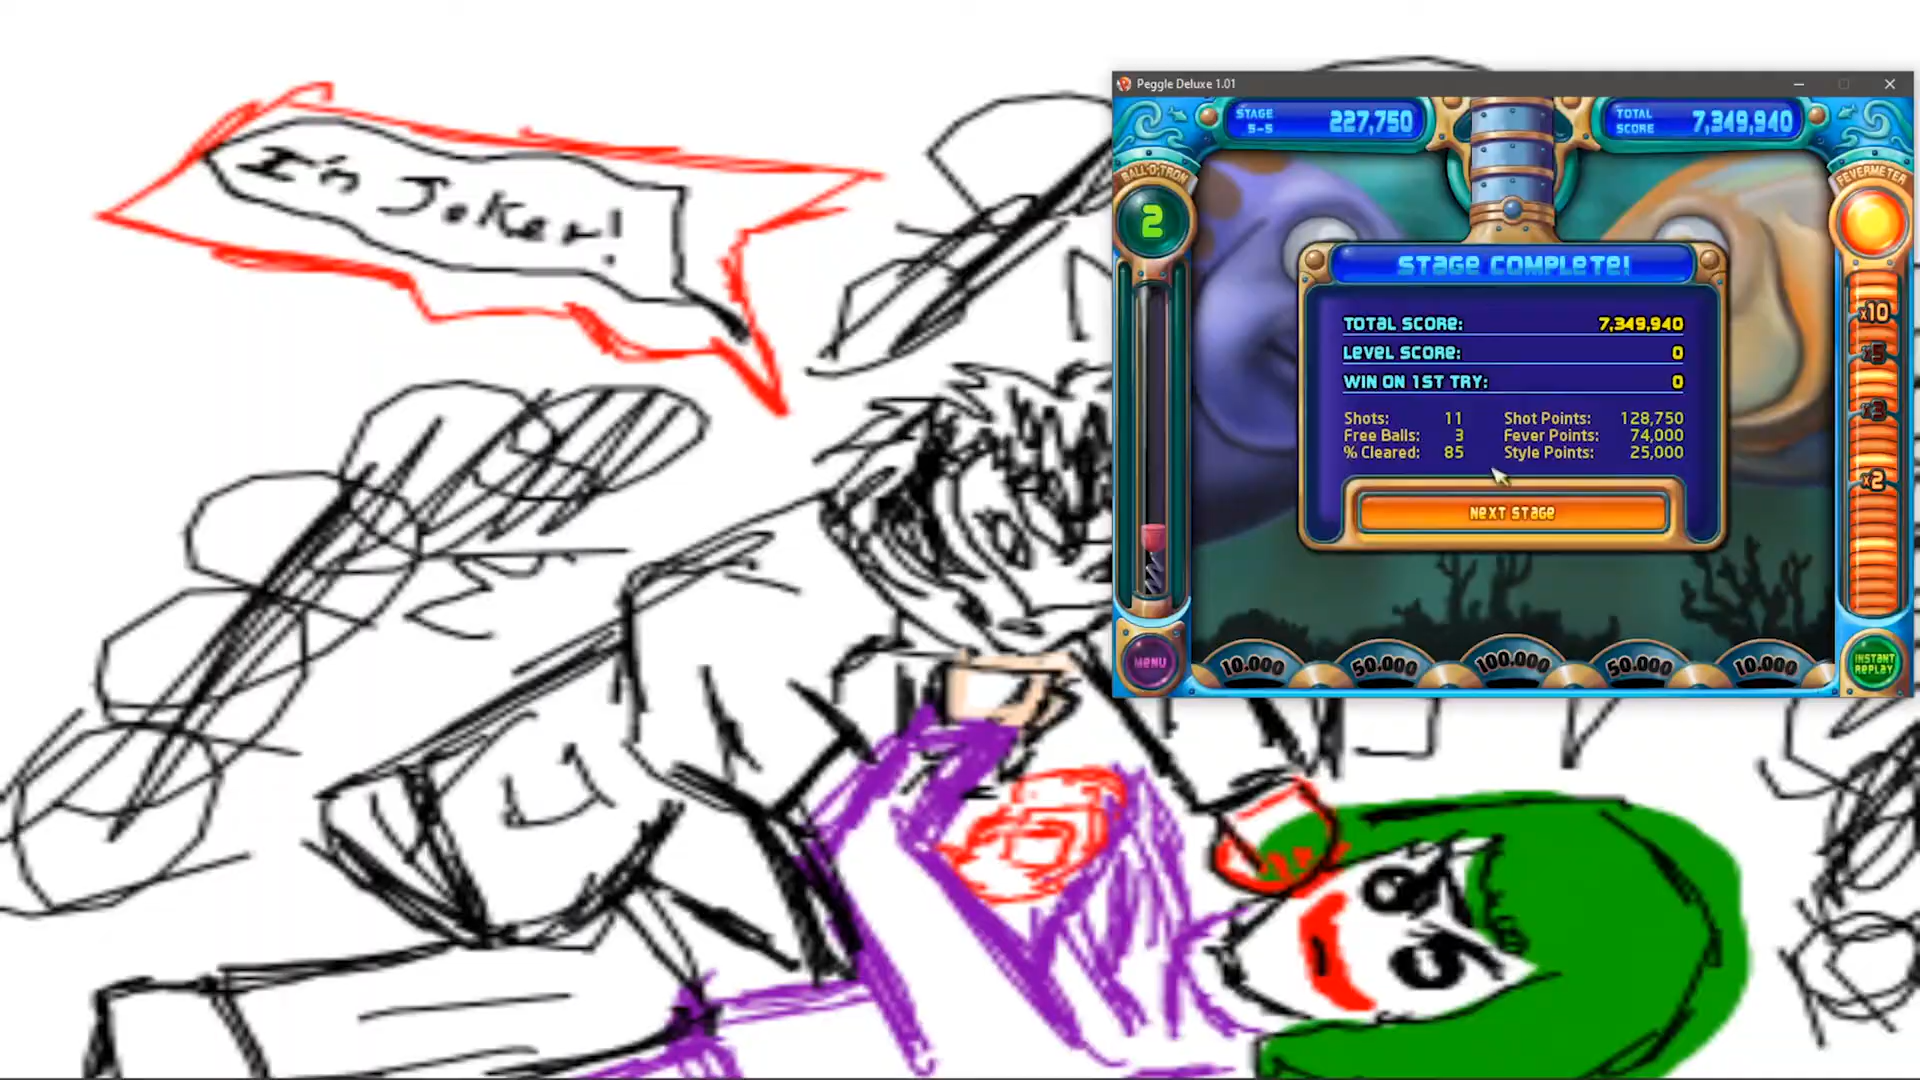 I'm Joker!
Peggle Deluxe 1.01
STAGE
5-5
227,750
TOTAL
SCORE
7,349,940
BALL-O-TRON
FEVERMETER
2
STAGE COMPLETE!
TOTAL SCORE: 7,349,940
LEVEL SCORE: 0
WIN ON 1ST TRY: 0
Shots: 11 Shot Points: 128,750
Free Balls: 3 Fever Points: 74,000
% Cleared: 85 Style Points: 25,000
NEXT STAGE
x10
x5
x3
x2
MENU
10.000 50.000 100.000 50.000 10.000
INSTANT
REPLAY